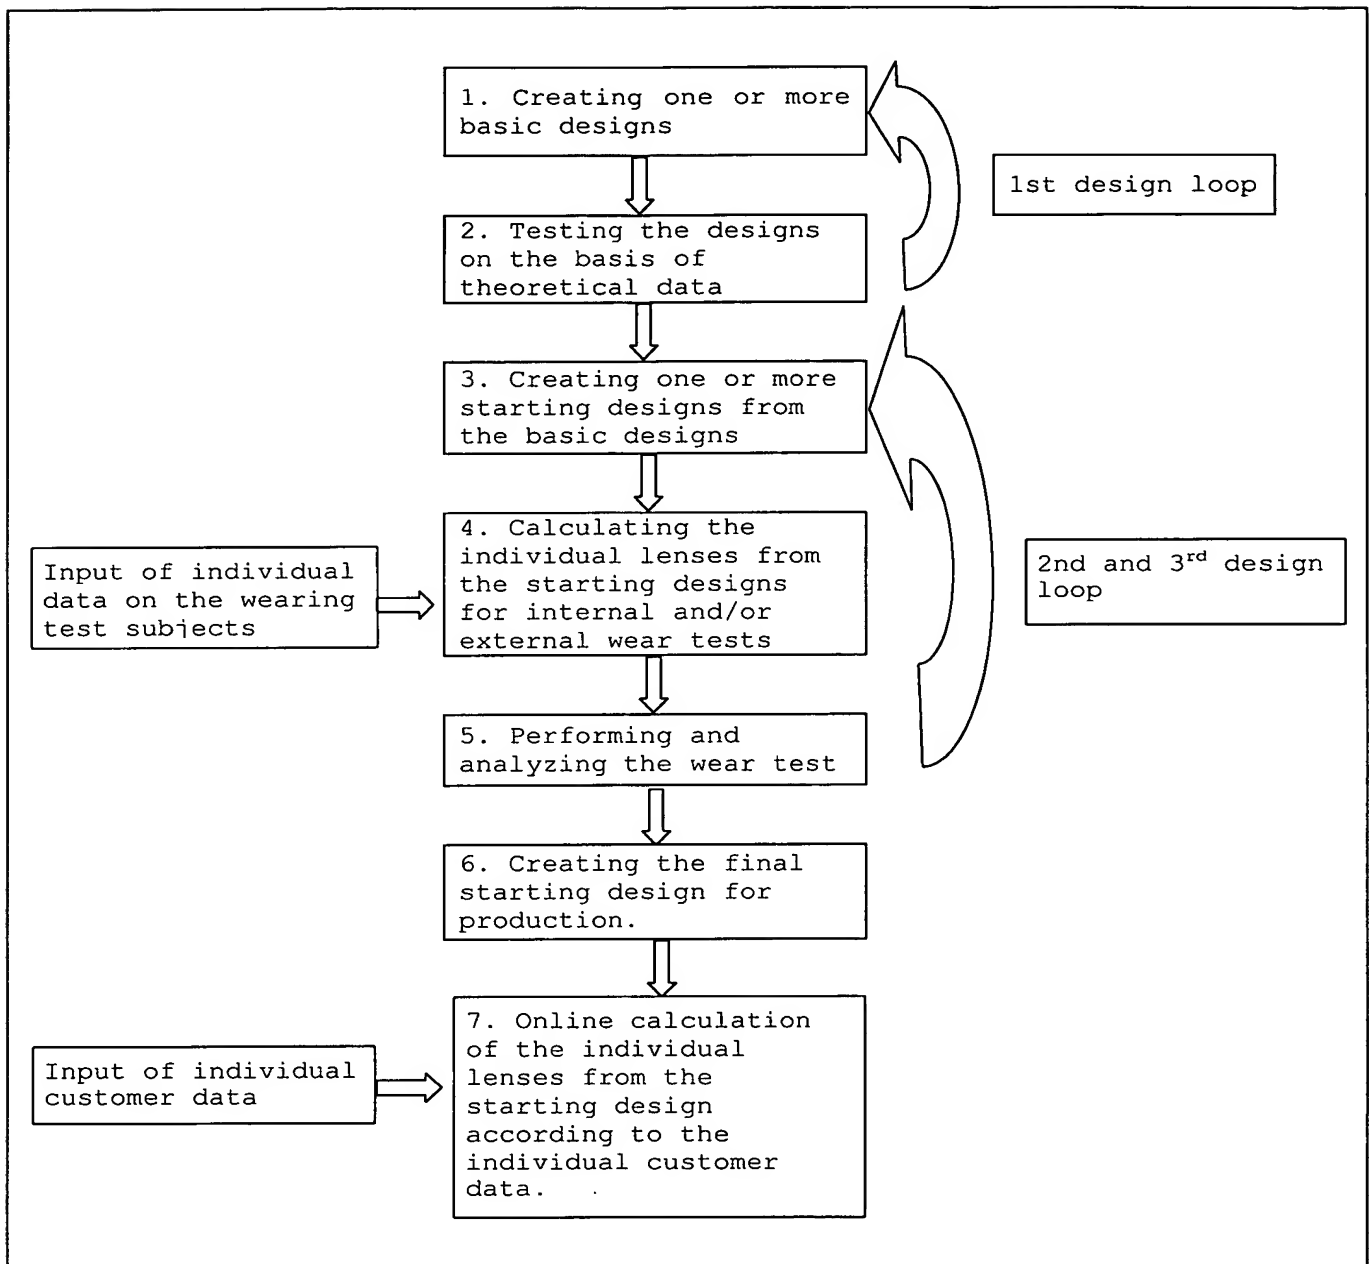 1. Creating one or more
basic designs
1st design loop
2. Testing the designs
on the basis of
theoretical data
3. Creating one or more
starting designs from
the basic designs
4. Calculating the
individual lenses from
the starting designs
for internal and/or
external wear tests
Input of individual
data on the wearing
test subjects
2nd and 3rd design
loop
5. Performing and
analyzing the wear test
6. Creating the final
starting design for
production.
7. Online calculation
of the individual
lenses from the
starting design
according to the
individual customer
data.
Input of individual
customer data